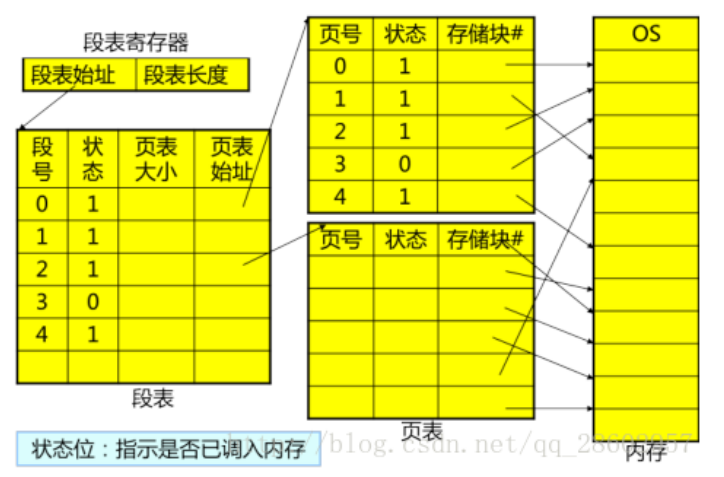 段表寄存器
段表始址 段表长度
段号 状态 页表大小 页表始址
0 1
1 1
2 1
3 0
4 1
段表
页号 状态 存储块#
0 1
1 1
2 1
3 0
4 1
页号 状态 存储块#
页表
OS
内存
状态位：指示是否已调入内存
http://blog.csdn.net/qq_28602957